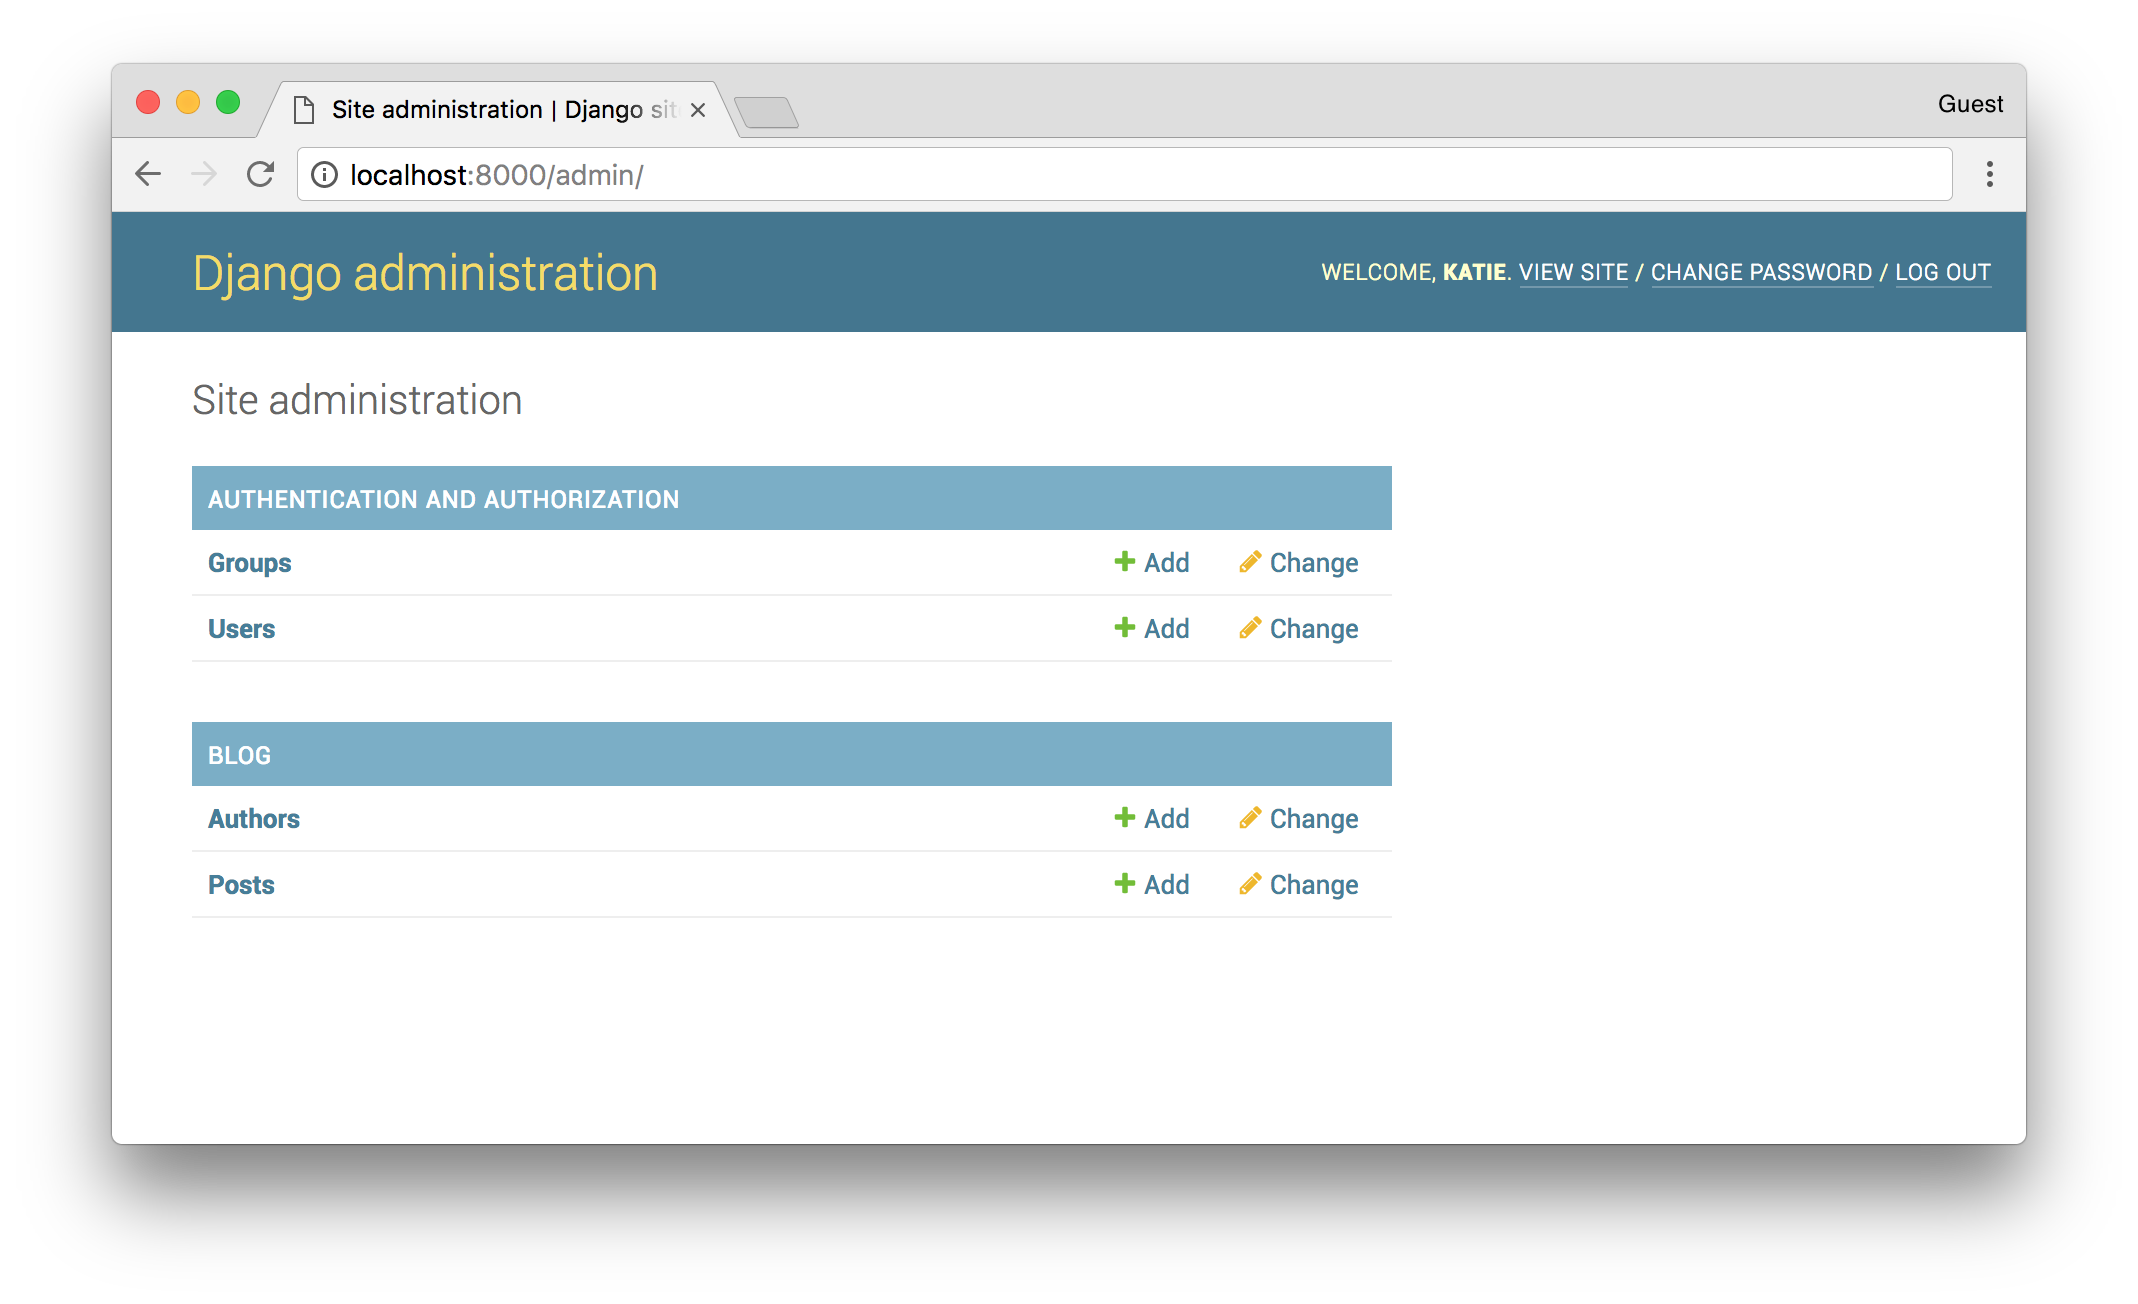 Site administration | Django sit
Guest
localhost:8000/admin/
Django administration
WELCOME, KATIE. VIEW SITE / CHANGE PASSWORD / LOG OUT
Site administration
AUTHENTICATION AND AUTHORIZATION
Groups Add Change
Users Add Change
BLOG
Authors Add Change
Posts Add Change